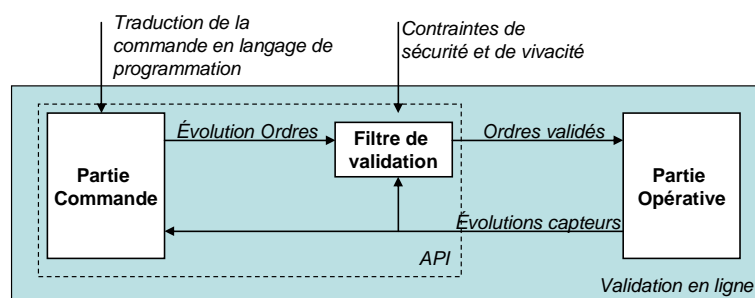 Traduction de la
commande en langage de
programmation
Contraintes de
sécurité et de vivacité
Évolution Ordres
Filtre de
validation
Ordres validés
Partie
Commande
Partie
Opérative
Évolutions capteurs
API
Validation en ligne